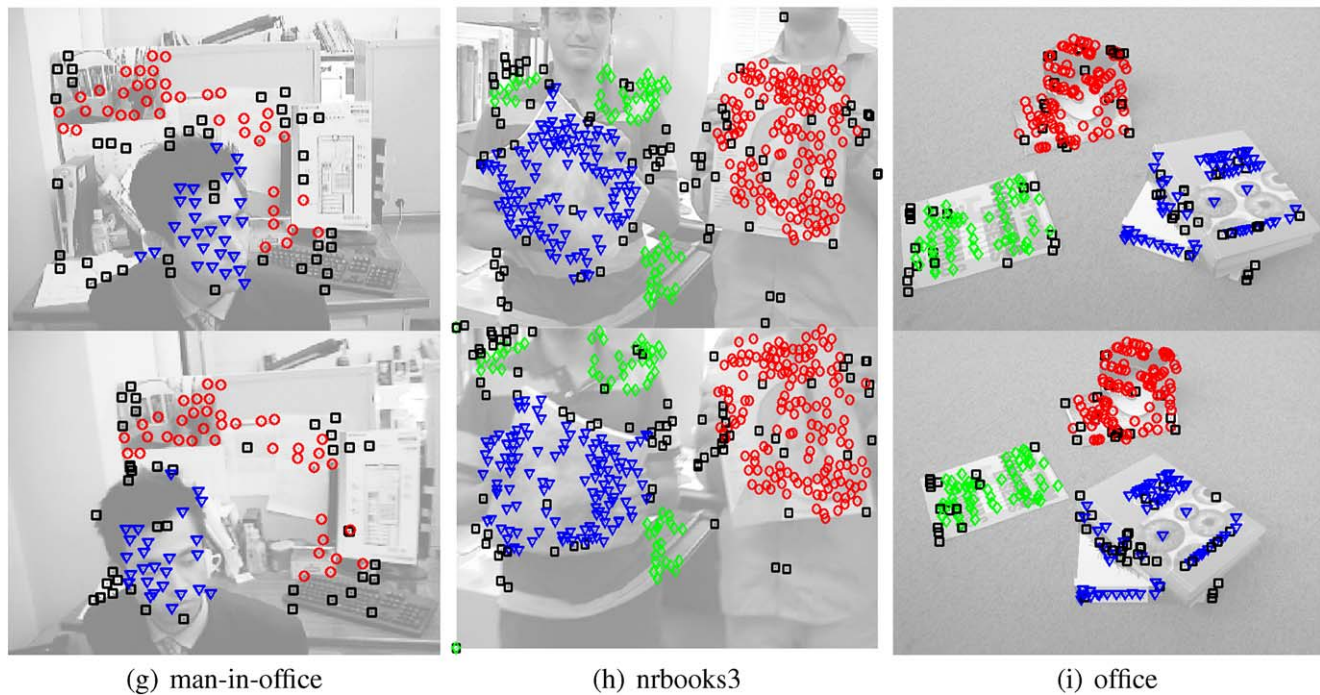 (g) man-in-office
(h) nrbooks3
(i) office